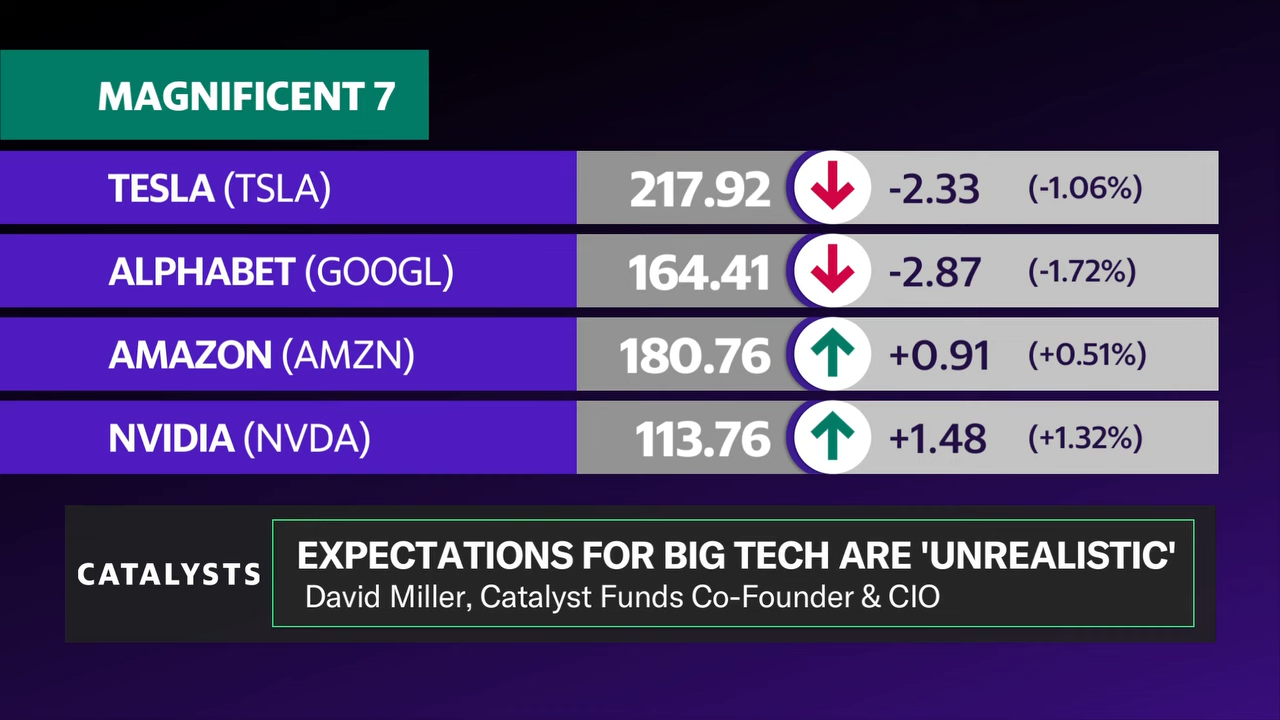 MAGNIFICENT 7
TESLA (TSLA) 217.92 -2.33 (-1.06%)
ALPHABET (GOOGL) 164.41 -2.87 (-1.72%)
AMAZON (AMZN) 180.76 +0.91 (+0.51%)
NVIDIA (NVDA) 113.76 +1.48 (+1.32%)
CATALYSTS
EXPECTATIONS FOR BIG TECH ARE 'UNREALISTIC'
David Miller, Catalyst Funds Co-Founder & CIO